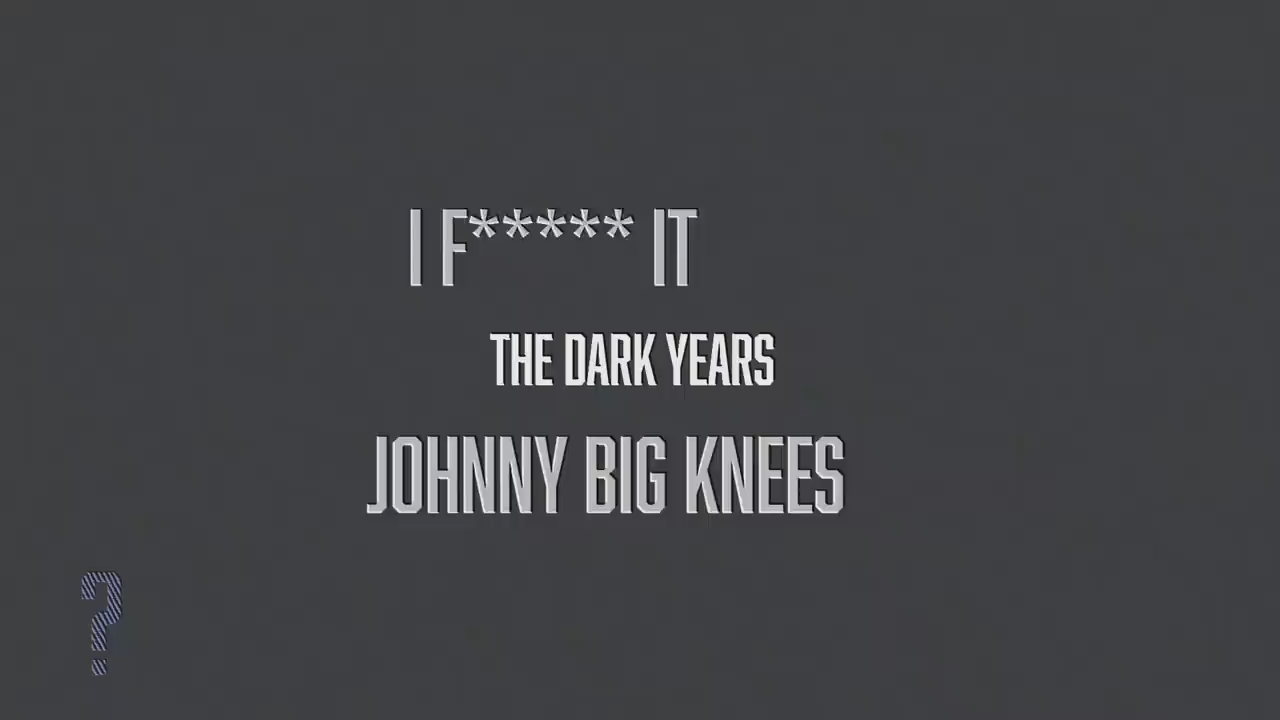 I F***** IT
THE DARK YEARS
JOHNNY BIG KNEES
?